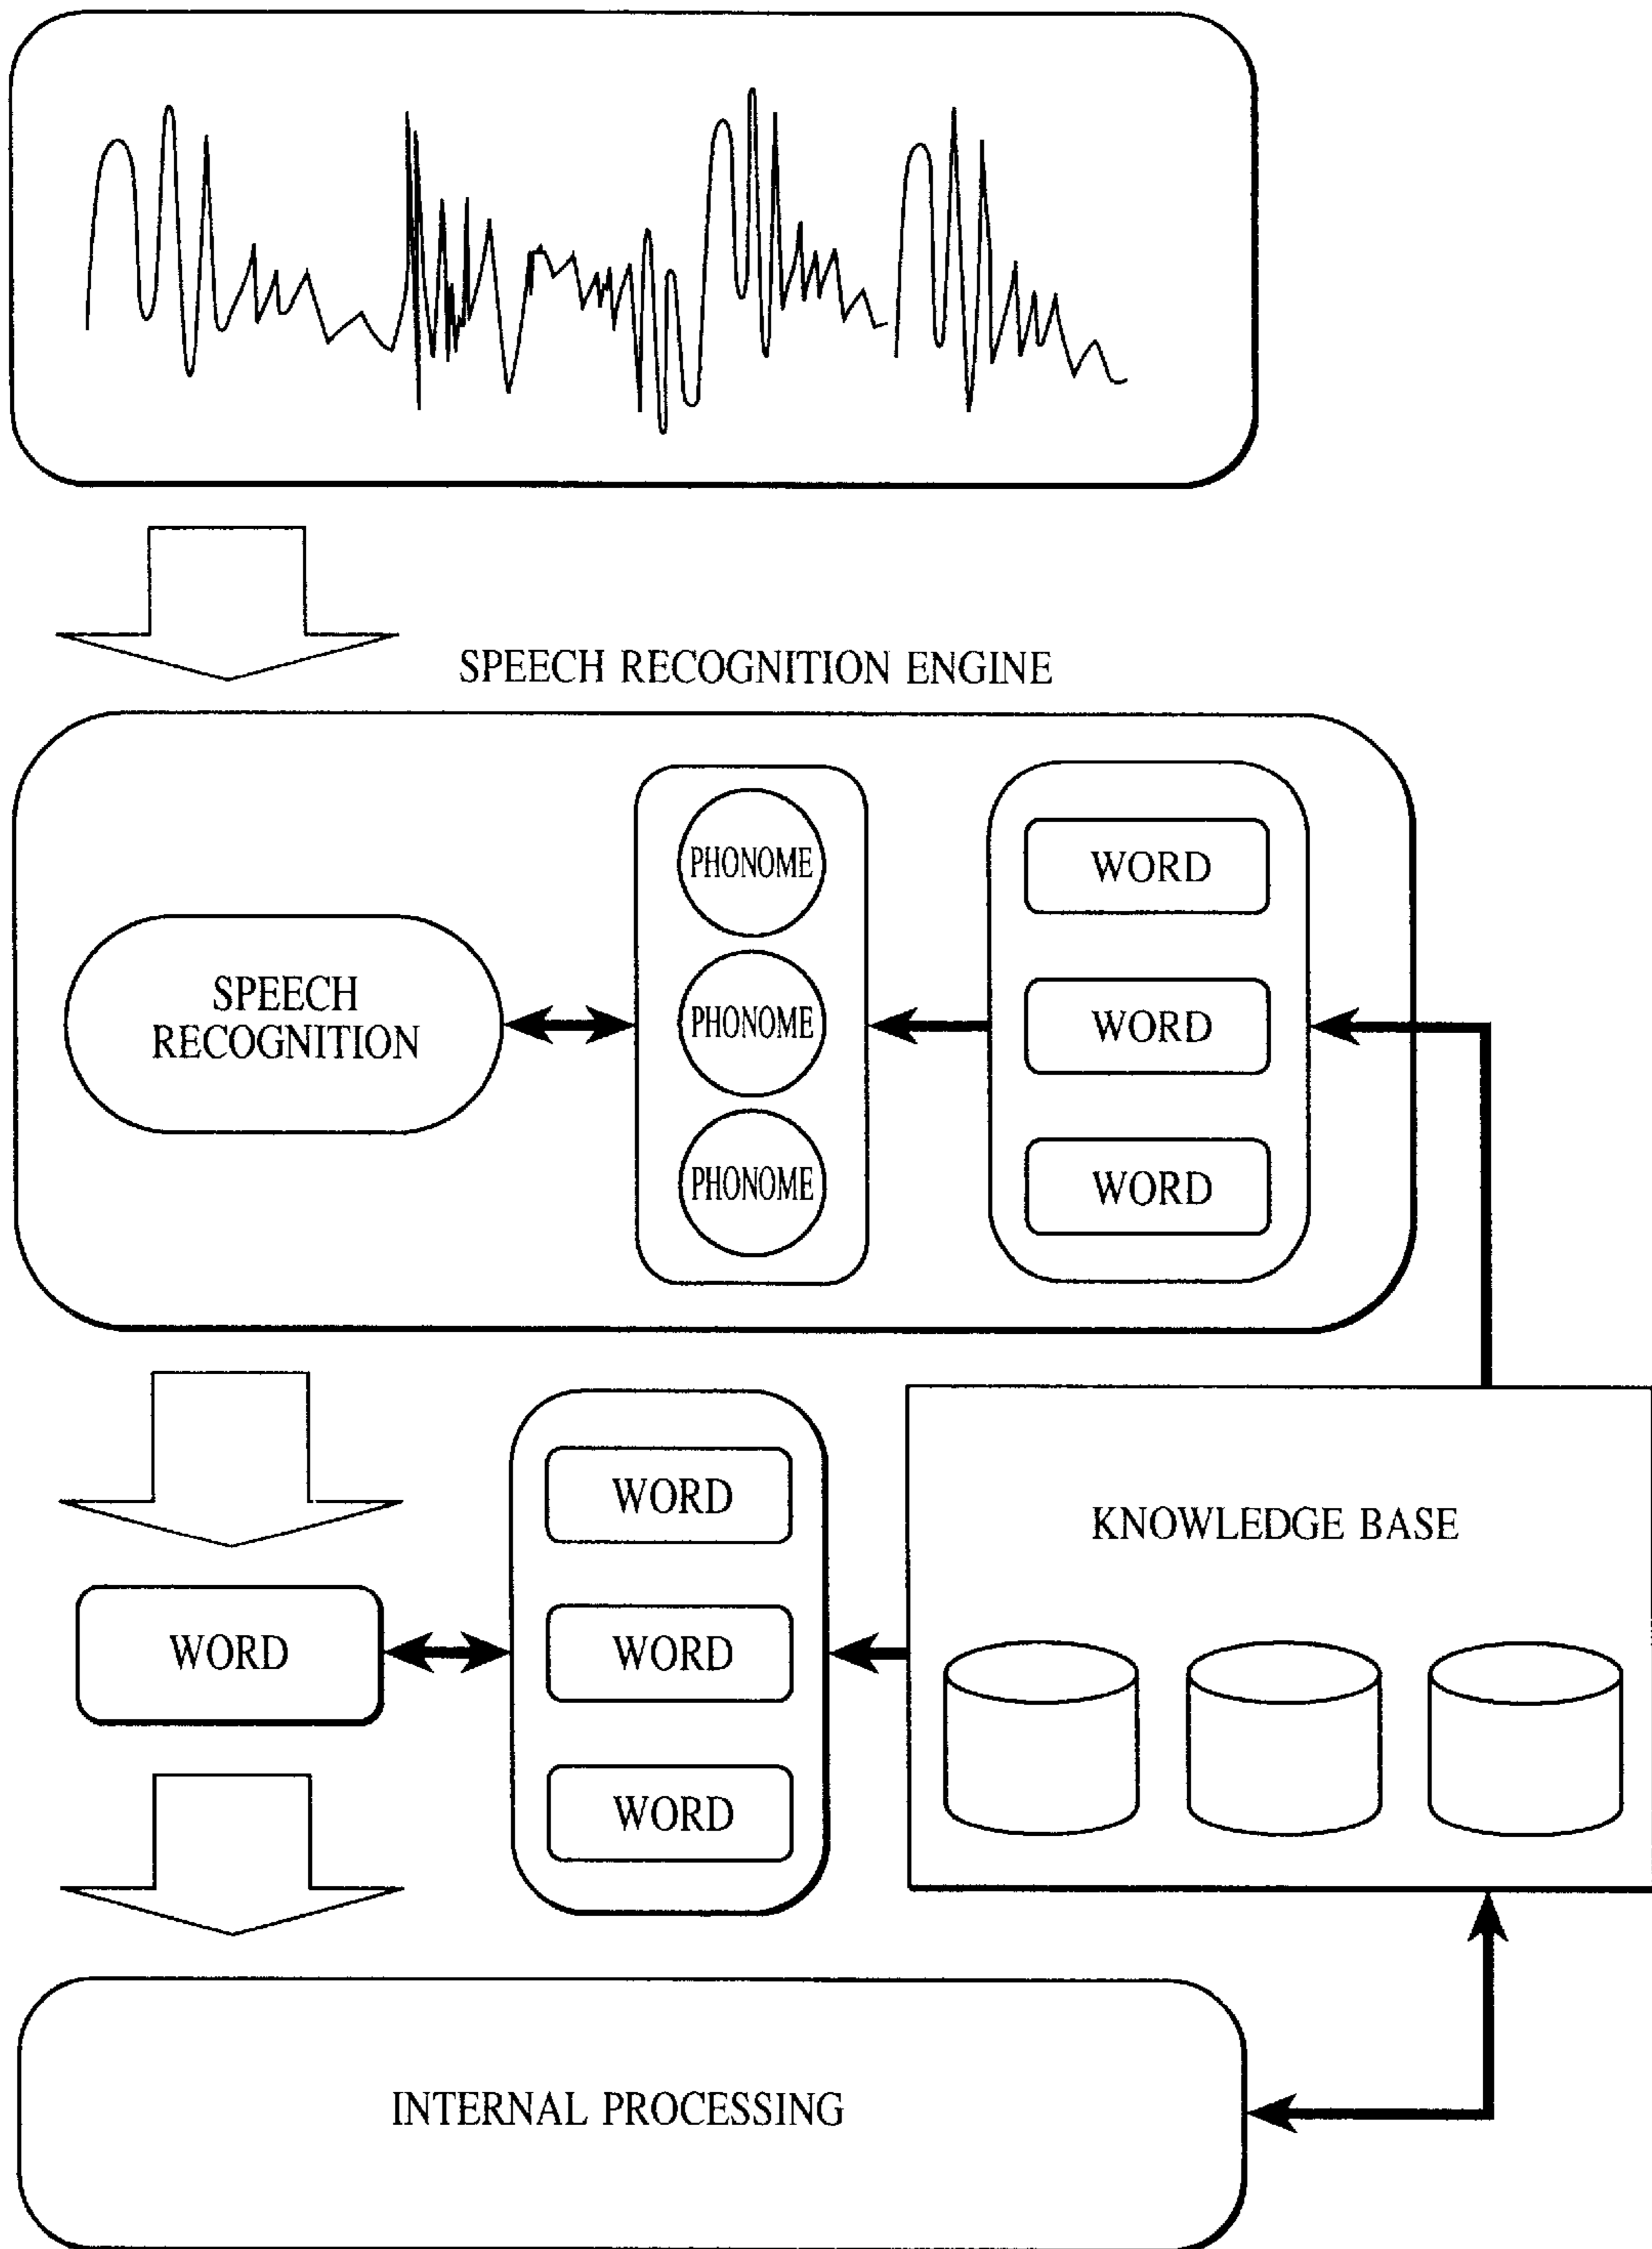 SPEECH RECOGNITION ENGINE
PHONOME
WORD
SPEECH
RECOGNITION
PHONOME
WORD
PHONOME
WORD
WORD
KNOWLEDGE BASE
WORD
WORD
WORD
INTERNAL PROCESSING